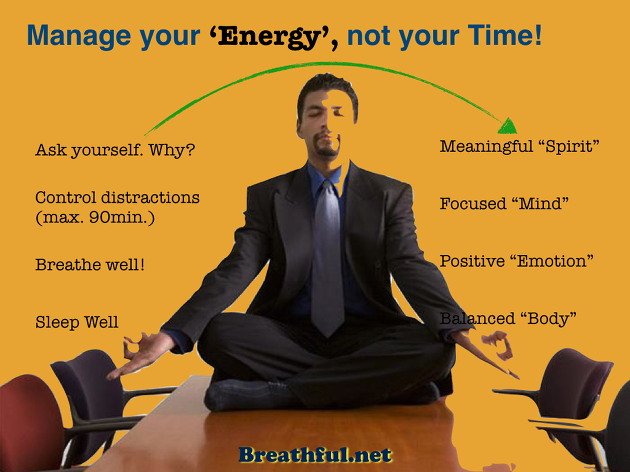 Manage your ‘Energy’, not your Time!
Ask yourself. Why?
Control distractions
(max. 90min.)
Breathe well!
Sleep Well
Meaningful “Spirit”
Focused “Mind”
Positive “Emotion”
Balanced “Body”
Breathful.net